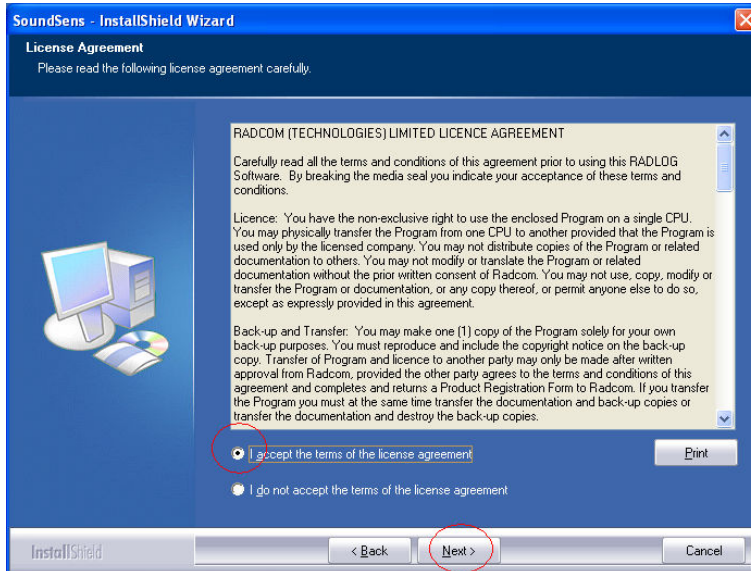 SoundSens - InstallShield Wizard
License Agreement
Please read the following license agreement carefully.
RADCOM (TECHNOLOGIES) LIMITED LICENCE AGREEMENT
Carefully read all the terms and conditions of this agreement prior to using this RADLOG
Software. By breaking the media seal you indicate your acceptance of these terms and
conditions.
Licence: You have the non-exclusive right to use the enclosed Program on a single CPU.
You may physically transfer the Program from one CPU to another provided that the Program is
used only by the licensed company. You may not distribute copies of the Program or related
documentation to others. You may not modify or translate the Program or related
documentation without the prior written consent of Radcom. You may not use, copy, modify or
transfer the Program or documentation, or any copy thereof, or permit anyone else to do so,
except as expressly provided in this agreement.
Back-up and Transfer: You may make one (1) copy of the Program solely for your own
back-up purposes. You must reproduce and include the copyright notice on the back-up
copy. Transfer of Program and licence to another party may only be made after written
approval from Radcom, provided the other party agrees to the terms and conditions of this
agreement and completes and returns a Product Registration Form to Radcom. If you transfer
the Program you must at the same time transfer the documentation and back-up copies or
transfer the documentation and destroy the back-up copies.
I accept the terms of the license agreement
Print
I do not accept the terms of the license agreement
InstallShield
< Back
Next >
Cancel